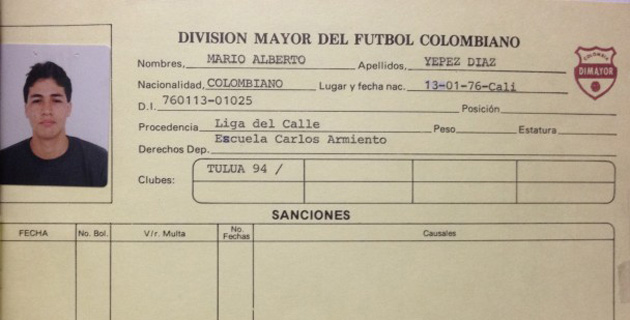 DIVISION MAYOR DEL FUTBOL COLOMBIANO
Nombres, MARIO ALBERTO Apellidos, YEPEZ DIAZ
COLOMBIA
DIMAYOR
Nacionalidad, COLOMBIANO Lugar y fecha nac. 13-01-76-Cali
D.I. 760113-01025 Posición
Procedencia Liga del Calle Peso Estatura
Derechos Dep. Escuela Carlos Armiento
Clubes: TULUA 94 /
SANCIONES
FECHA No. Bol. V/r. Multa No. Fechas Causales